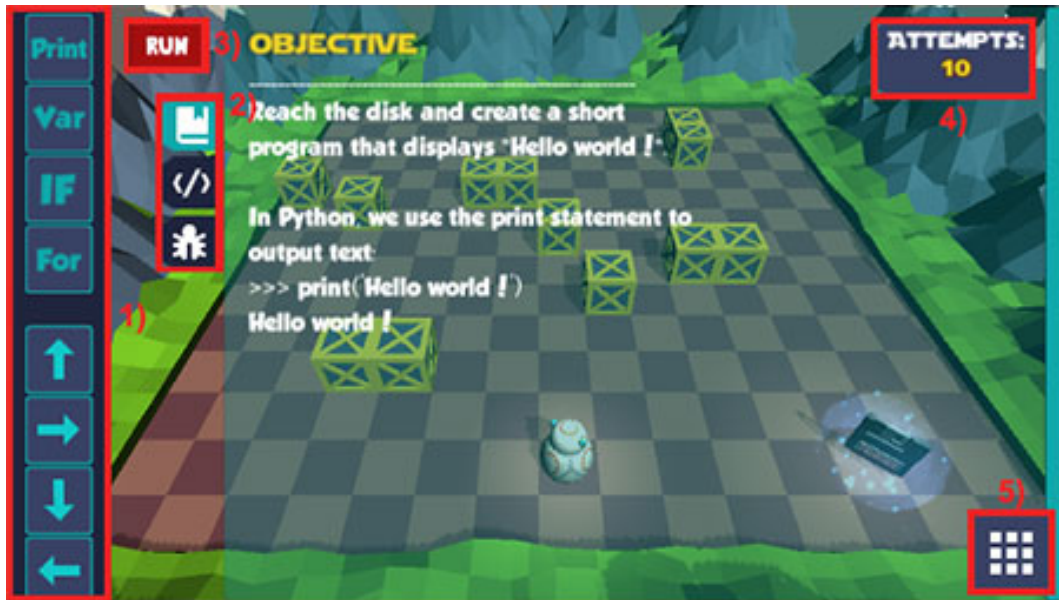 Print
Var
IF
For
1)
RUN
3)
2)
</>
OBJECTIVE
Reach the disk and create a short
program that displays "Hello world !".
In Python, we use the print statement to
output text:
>>> print('Hello world !')
Hello world !
ATTEMPTS:
10
4)
5)